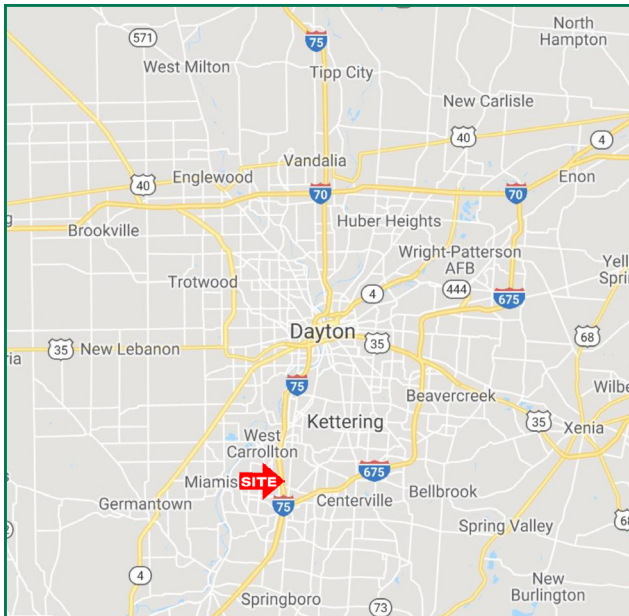 North
Hampton
571
75
West Milton
Tipp City
New Carlisle
40
4
Vandalia
Englewood
Enon
40
70
70
Huber Heights
Brookville
Wright-Patterson
AFB
Trotwood
444
4
675
Dayton
35
68
35
New Lebanon
75
Beavercreek
35
Kettering
Xenia
West
Carrollton
675
Miamis
SITE
Bellbrook
Germantown
75
Centerville
Spring Valley
4
New
Burlington
Springboro
73